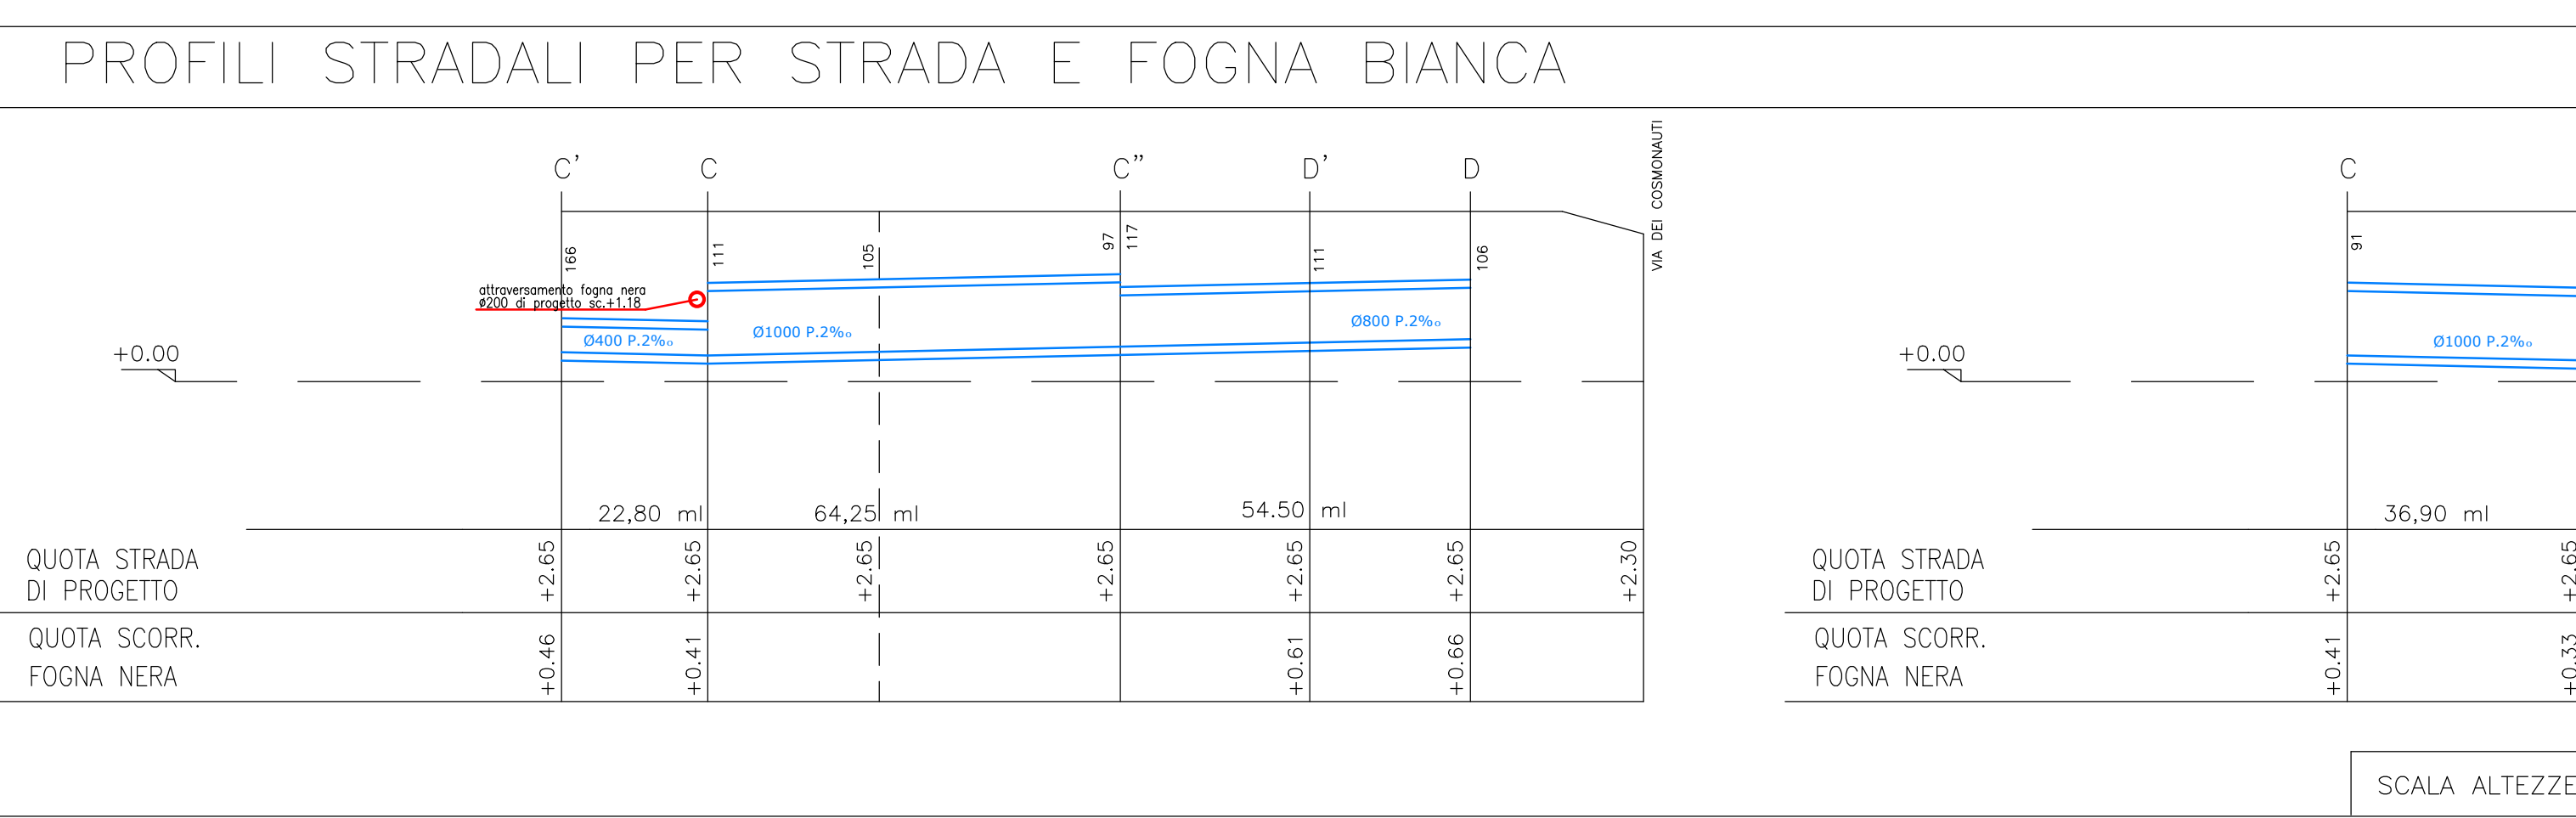 PROFILI STRADALI PER STRADA E FOGNA BIANCA
VIA DEI COSMONAUTI
C' C C" D' D C
166 111 105 97 117 111 106 91
attraversamento fogna nera
ø200 di progetto sc.+1.18
Ø400 P.2‰ Ø1000 P.2‰ Ø800 P.2‰ Ø1000 P.2‰
+0.00 +0.00
22,80 ml 64,25 ml 54.50 ml 36,90 ml
QUOTA STRADA
DI PROGETTO
+2.65 +2.65 +2.65 +2.65 +2.65 +2.65 +2.30
QUOTA STRADA
DI PROGETTO
+2.65 +2.65
QUOTA SCORR.
FOGNA NERA
+0.46 +0.41 +0.61 +0.66
QUOTA SCORR.
FOGNA NERA
+0.41 +0.33
SCALA ALTEZZE